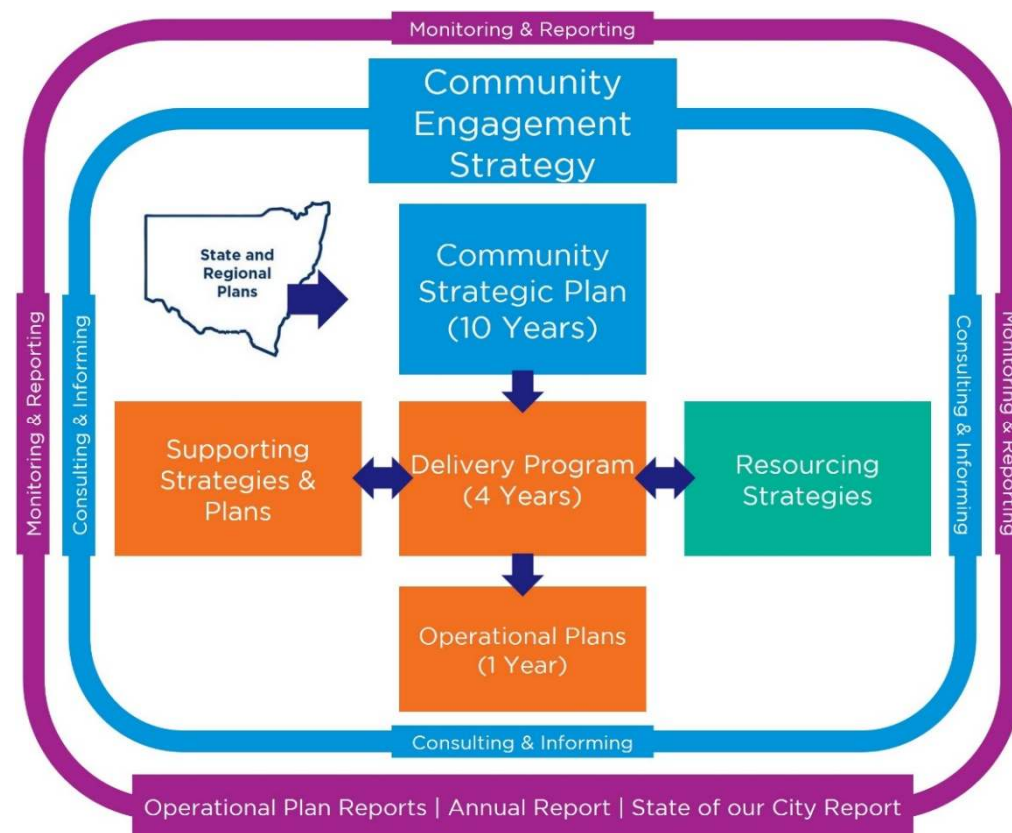 Monitoring & Reporting
Community
Engagement
Strategy
State and
Regional
Plans
Community
Strategic Plan
(10 Years)
Monitoring & Reporting
Consulting & Informing
Consulting & Informing
Monitoring & Reporting
Supporting
Strategies &
Plans
Delivery Program
(4 Years)
Resourcing
Strategies
Operational Plans
(1 Year)
Consulting & Informing
Operational Plan Reports | Annual Report | State of our City Report